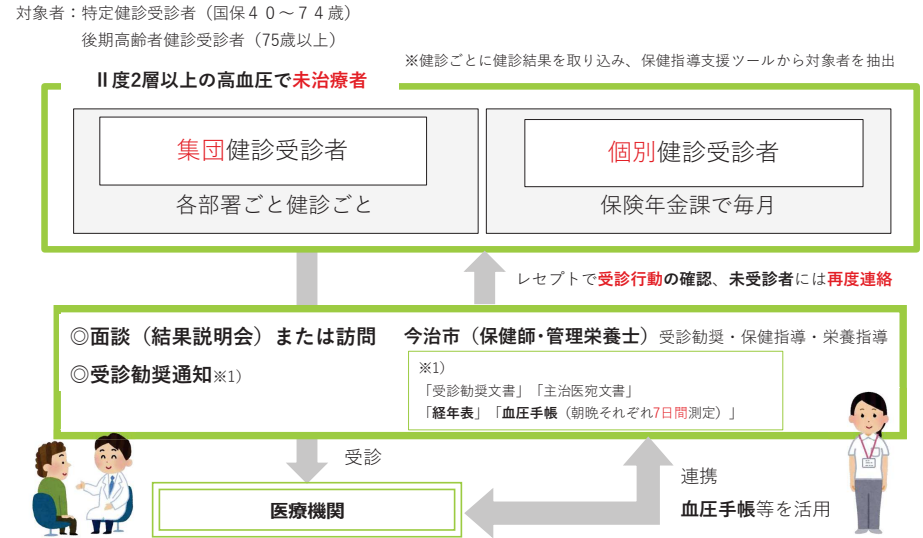 対象者：特定健診受診者（国保４０～７４歳）
後期高齢者健診受診者（75歳以上）
※健診ごとに健診結果を取り込み、保健指導支援ツールから対象者を抽出
Ⅱ度2層以上の高血圧で未治療者
集団健診受診者
各部署ごと健診ごと
個別健診受診者
保険年金課で毎月
レセプトで受診行動の確認、未受診者には再度連絡
◎面談（結果説明会）または訪問
◎受診勧奨通知※1）
今治市（保健師・管理栄養士）受診勧奨・保健指導・栄養指導
※1）
「受診勧奨文書」「主治医宛文書」
「経年表」「血圧手帳（朝晩それぞれ7日間測定）」
受診
医療機関
連携
血圧手帳等を活用